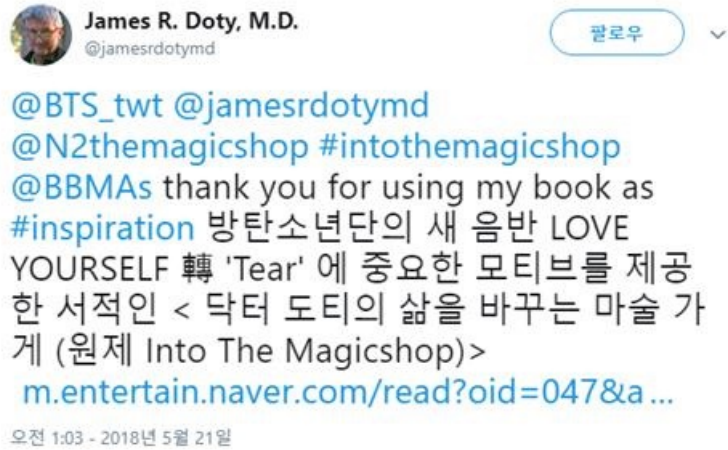 James R. Doty, M.D.
@jamesrdotymd
팔로우
@BTS_twt @jamesrdotymd
@N2themagicshop #intothemagicshop
@BBMAs thank you for using my book as
#inspiration 방탄소년단의 새 음반 LOVE
YOURSELF 轉 'Tear' 에 중요한 모티브를 제공
한 서적인 < 닥터 도티의 삶을 바꾸는 마술 가
게 (원제 Into The Magicshop)>
m.entertain.naver.com/read?oid=047&a...
오전 1:03 - 2018년 5월 21일